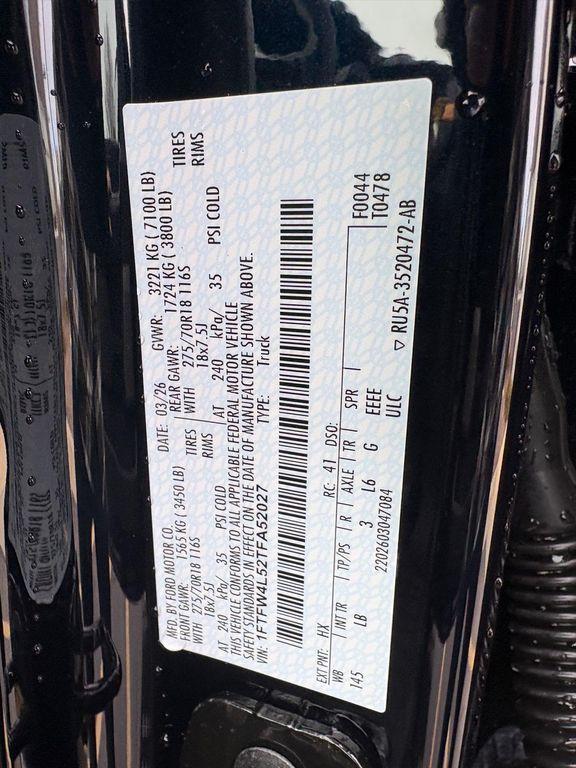 MFD. BY FORD MOTOR CO. DATE: 03/26 GVWR: 3221 KG ( 7100 LB)
FRONT GAWR: 1565 KG ( 3450 LB) REAR GAWR: 1724 KG ( 3800 LB)
WITH 275/70R18 116S TIRES WITH 275/70R18 116S TIRES
18x7.5J RIMS 18x7.5J RIMS
AT 240 kPa/ 35 PSI COLD AT 240 kPa/ 35 PSI COLD
THIS VEHICLE CONFORMS TO ALL APPLICABLE FEDERAL MOTOR VEHICLE
SAFETY STANDARDS IN EFFECT ON THE DATE OF MANUFACTURE SHOWN ABOVE.
VIN: 1FTFW4L52TFA52027 TYPE: Truck
F0044
EXT PNT: HX RC: 41 DSO: T0478
WB INT TR TP/PS R AXLE TR SPR
145 LB 3 L6 G EEEE
ULC
2202603047084 ▽ RU5A-3520472-AB